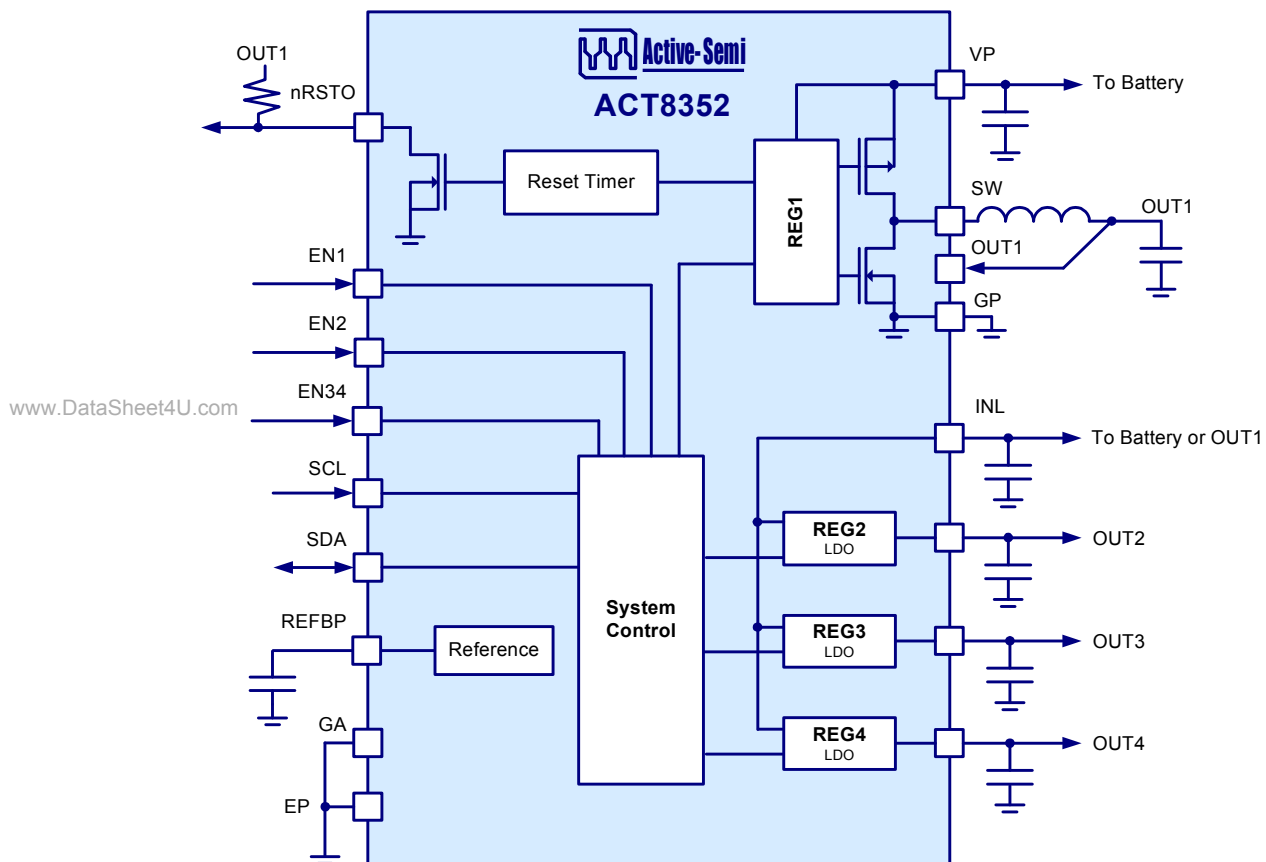 Active-Semi
ACT8352
OUT1
nRSTO
VP
To Battery
Reset Timer
REG1
SW
OUT1
OUT1
GP
EN1
EN2
EN34
www.DataSheet4U.com
INL
To Battery or OUT1
SCL
SDA
REG2
LDO
OUT2
System
Control
REFBP
Reference
REG3
LDO
OUT3
GA
REG4
LDO
OUT4
EP